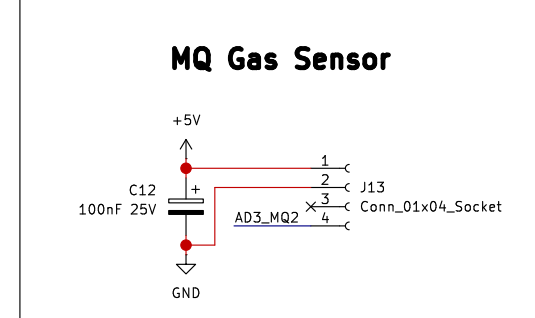 MQ Gas Sensor
+5V
1
2
C12
+
J13
100nF 25V
3
Conn_01x04_Socket
AD3_MQ2
4
GND